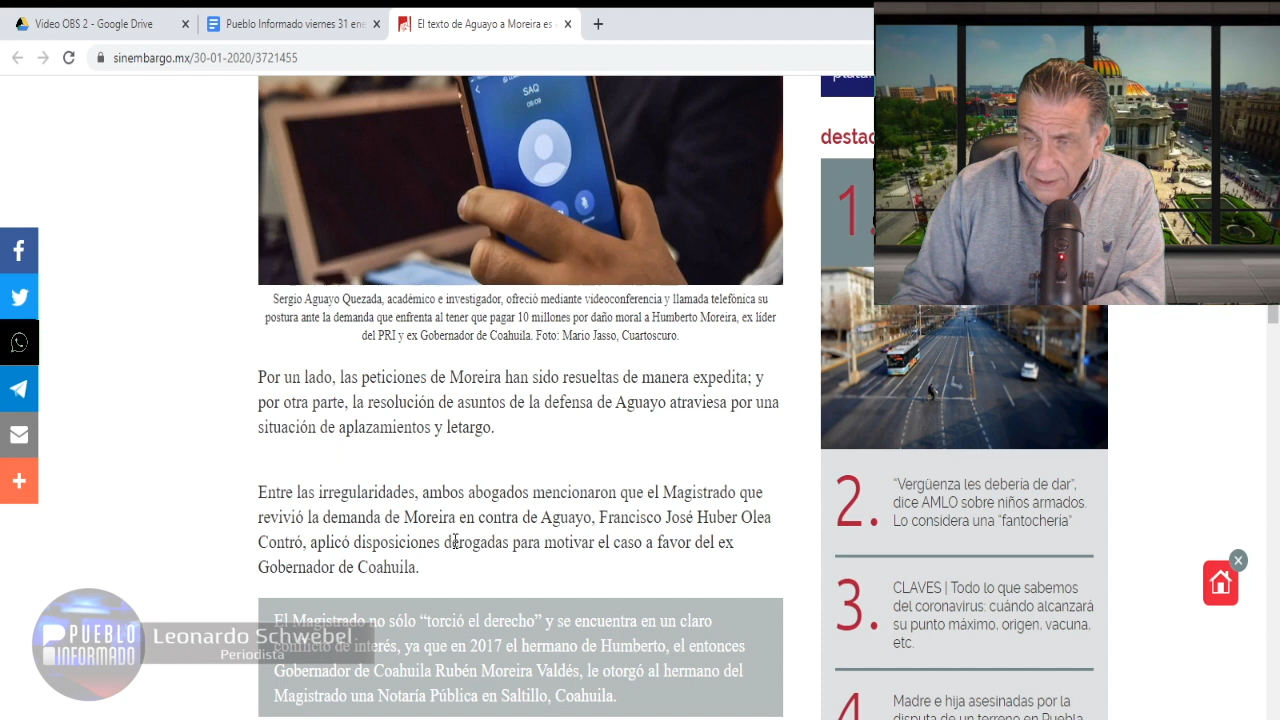 Video OBS 2 - Google Drive
Pueblo Informado viernes 31 ene
El texto de Aguayo a Moreira es
sinembargo.mx/30-01-2020/3721455
SAQ
Sergio Aguayo Quezada, académico e investigador, ofreció mediante videoconferencia y llamada telefónica su
postura ante la demanda que enfrenta al tener que pagar 10 millones por daño moral a Humberto Moreira, ex líder
del PRI y ex Gobernador de Coahuila. Foto: Mario Jasso, Cuartoscuro.
Por un lado, las peticiones de Moreira han sido resueltas de manera expedita; y
por otra parte, la resolución de asuntos de la defensa de Aguayo atraviesa por una
situación de aplazamientos y letargo.
Entre las irregularidades, ambos abogados mencionaron que el Magistrado que
revivió la demanda de Moreira en contra de Aguayo, Francisco José Huber Olea
Contró, aplicó disposiciones derogadas para motivar el caso a favor del ex
Gobernador de Coahuila.
El Magistrado no sólo “torció el derecho” y se encuentra en un claro
conflicto de interés, ya que en 2017 el hermano de Humberto, el entonces
Gobernador de Coahuila Rubén Moreira Valdés, le otorgó al hermano del
Magistrado una Notaría Pública en Saltillo, Coahuila.
PUEBLO
INFORMADO
Leonardo Schwebel
Periodista
desta
1.
2.
“Vergüenza les debería de dar”,
dice AMLO sobre niños armados.
Lo considera una “fantochería”
3.
CLAVES | Todo lo que sabemos
del coronavirus: cuándo alcanzará
su punto máximo, origen, vacuna,
etc.
4
Madre e hija asesinadas por la
disputa de un terreno en Puebla